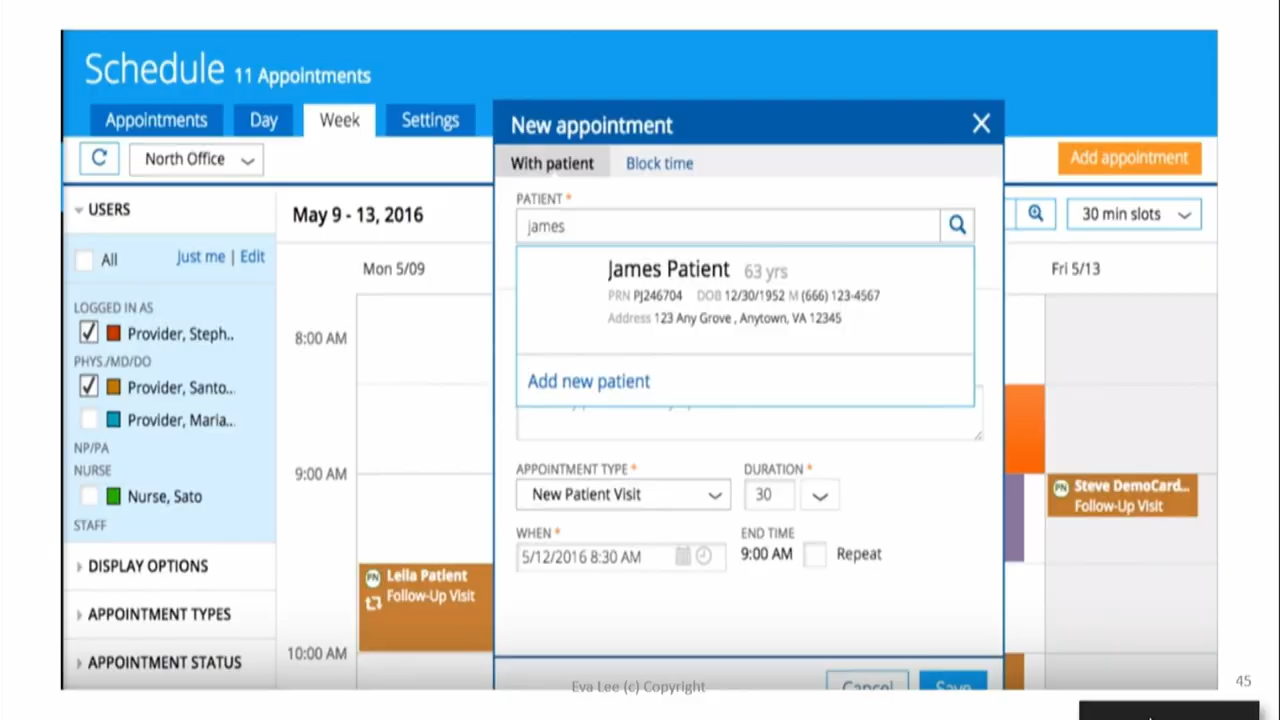 Schedule 11 Appointments
Appointments Day Week Settings
North Office
Add appointment
USERS
All Just me | Edit
LOGGED IN AS
Provider, Steph..
PHYS./MD/DO
Provider, Santo...
Provider, Maria...
NP/PA
NURSE
Nurse, Sato
STAFF
DISPLAY OPTIONS
APPOINTMENT TYPES
APPOINTMENT STATUS
May 9 - 13, 2016
30 min slots
Mon 5/09
Fri 5/13
8:00 AM
9:00 AM
10:00 AM
PN Leila Patient
Follow-Up Visit
PN Steve DemoCard...
Follow-Up Visit
New appointment
With patient Block time
PATIENT *
james
James Patient 63 yrs
PRN PJ246704 DOB 12/30/1952 M (666) 123-4567
Address 123 Any Grove , Anytown, VA 12345
Add new patient
APPOINTMENT TYPE * DURATION *
New Patient Visit 30
WHEN * END TIME
5/12/2016 8:30 AM 9:00 AM Repeat
Cancel Save
Eva Lee (c) Copyright
45